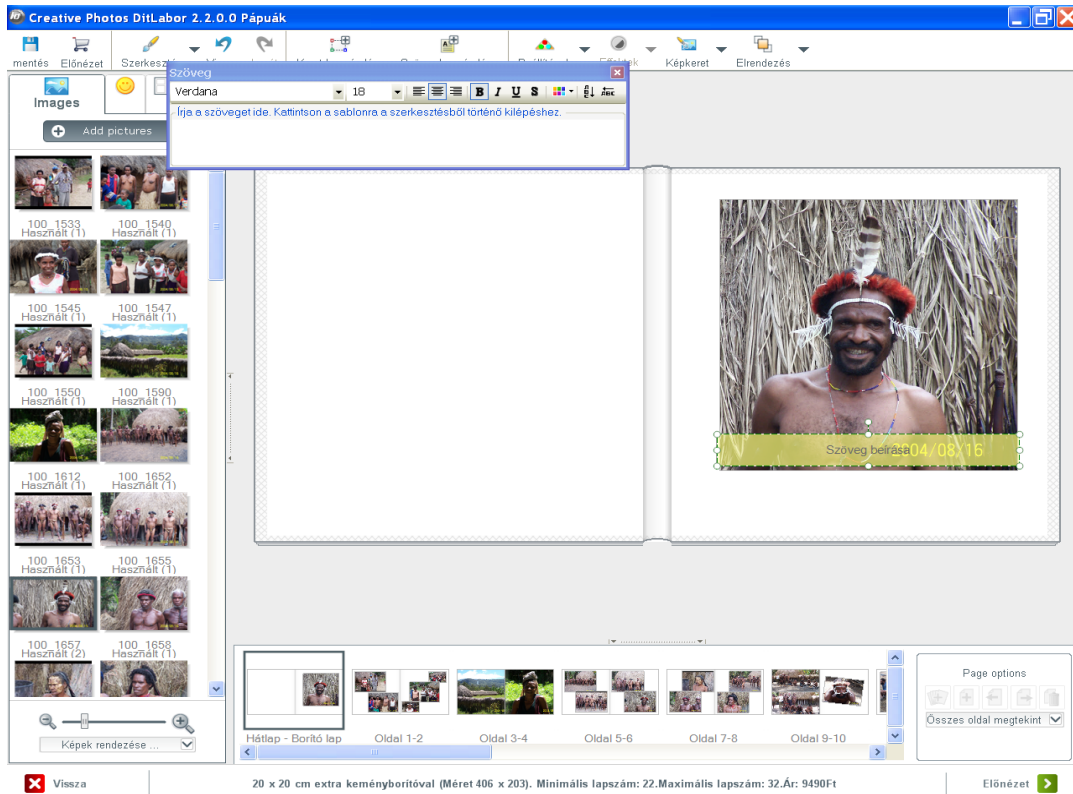 Creative Photos DitLabor 2.2.0.0 Pápuák
mentés Előnézet Képkeret Elrendezés
Szöveg
Verdana 18 B I U S
Írja a szöveget ide. Kattintson a sablonra a szerkesztésből történő kilépéshez.
Images
Add pictures
100_1533 100_1540
Használt (1) Használt (1)
100_1545 100_1547
Használt (1) Használt (1)
100_1550 100_1590
Használt (1) Használt (1)
100_1612 100_1652
Használt (1) Használt (1)
100_1653 100_1655
Használt (1) Használt (1)
100_1657 100_1658
Használt (2) Használt (1)
Képek rendezése ...
Szöveg beírása
2004/08/16
Hátlap - Borító lap Oldal 1-2 Oldal 3-4 Oldal 5-6 Oldal 7-8 Oldal 9-10
Page options
Összes oldal megtekint
Vissza
20 x 20 cm extra keményborítóval (Méret 406 x 203). Minimális lapszám: 22.Maximális lapszám: 32.Ár: 9490Ft
Előnézet